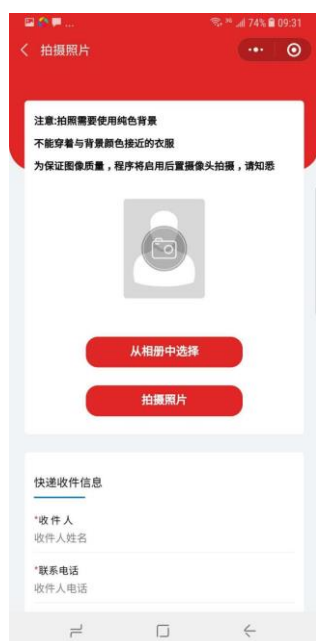 74% 09:31
拍摄照片
注意:拍照需要使用纯色背景
不能穿着与背景颜色接近的衣服
为保证图像质量，程序将启用后置摄像头拍摄，请知悉
从相册中选择
拍摄照片
快递收件信息
*收 件 人
收件人姓名
*联系电话
收件人电话